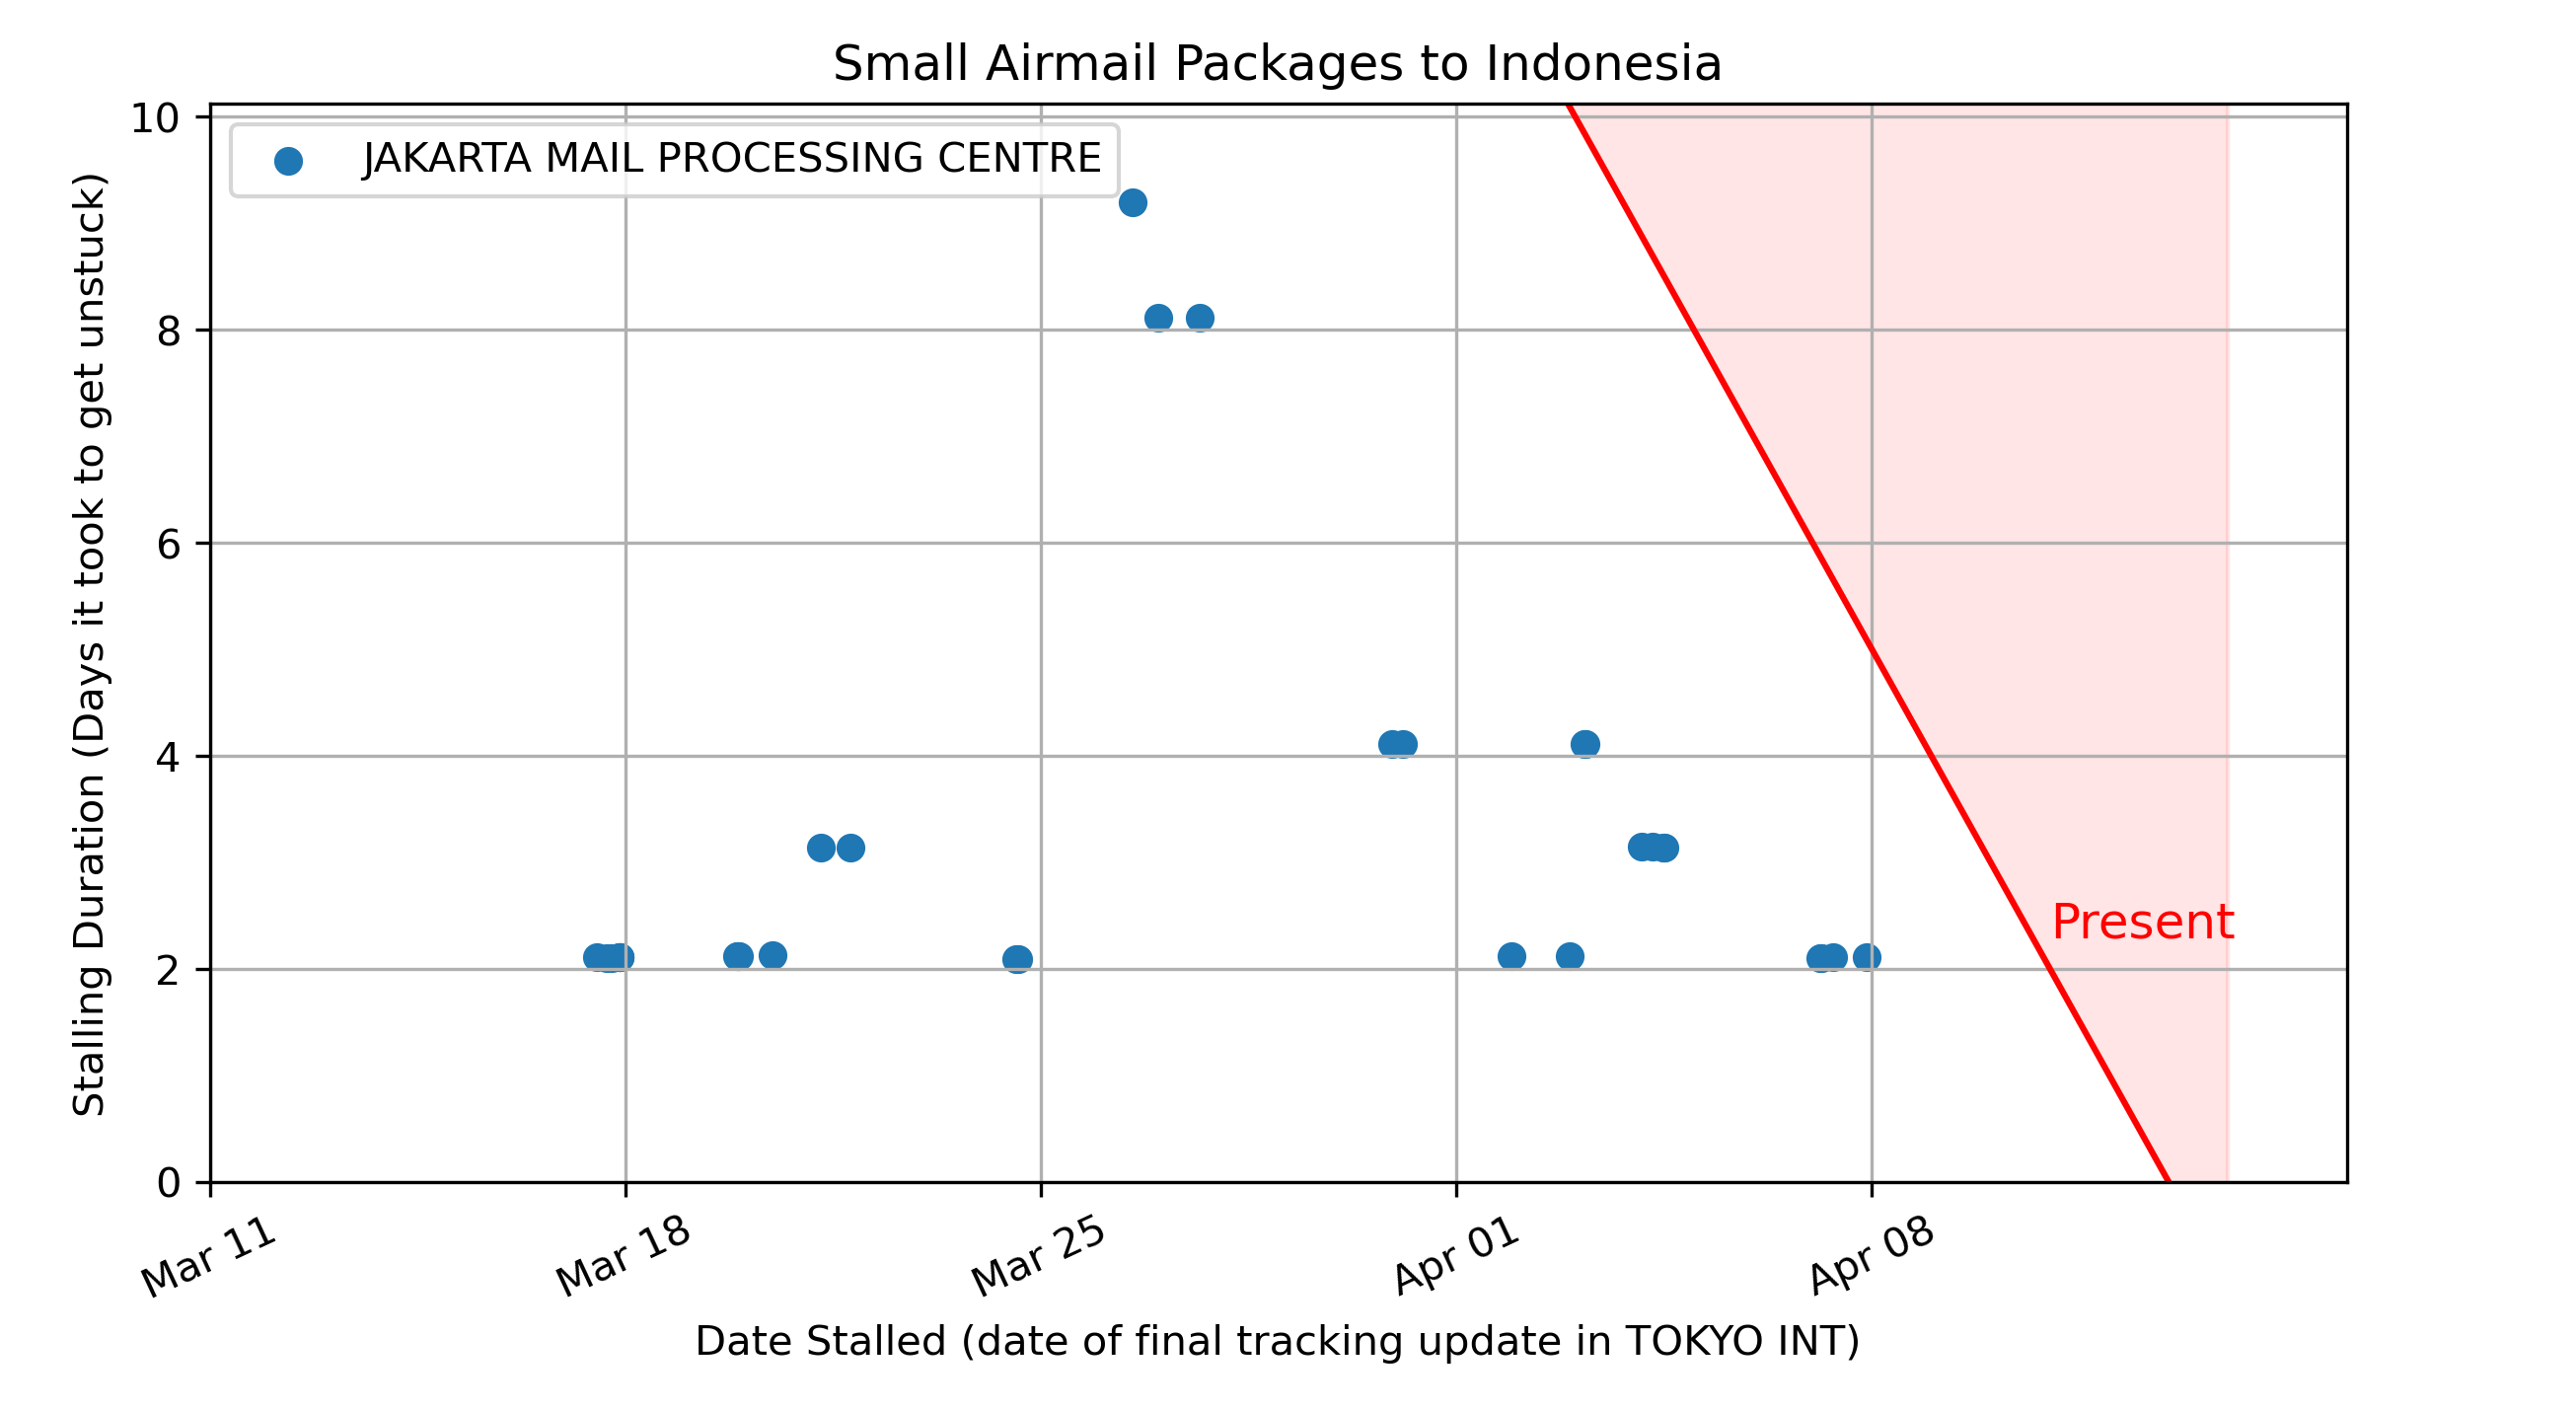 Small Airmail Packages to Indonesia
JAKARTA MAIL PROCESSING CENTRE
Stalling Duration (Days it took to get unstuck)
10
8
6
4
2
0
Present
Mar 11
Mar 18
Mar 25
Apr 01
Apr 08
Date Stalled (date of final tracking update in TOKYO INT)